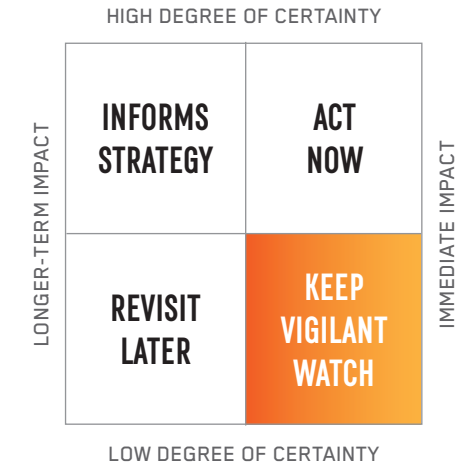 HIGH DEGREE OF CERTAINTY
LONGER-TERM IMPACT
INFORMS
STRATEGY
ACT
NOW
IMMEDIATE IMPACT
REVISIT
LATER
KEEP
VIGILANT
WATCH
LOW DEGREE OF CERTAINTY